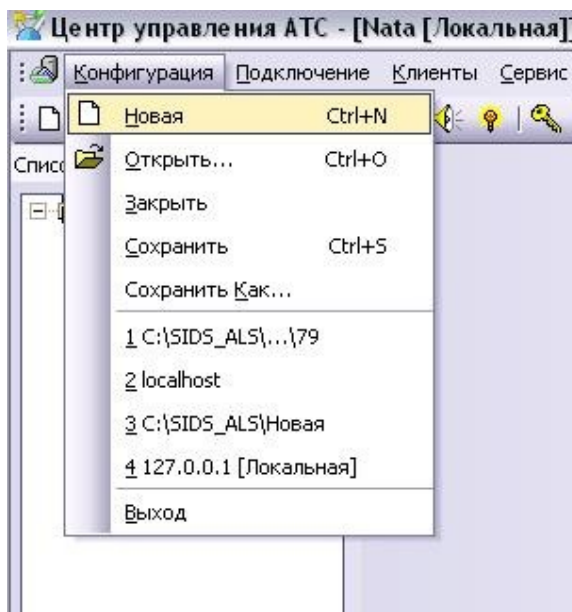 Центр управления АТС - [Nata [Локальная]]
Конфигурация Подключение Клиенты Сервис
Новая Ctrl+N
Открыть... Ctrl+O
Закрыть
Сохранить Ctrl+S
Сохранить Как...
1 C:\SIDS_ALS\...\79
2 localhost
3 C:\SIDS_ALS\Новая
4 127.0.0.1 [Локальная]
Выход